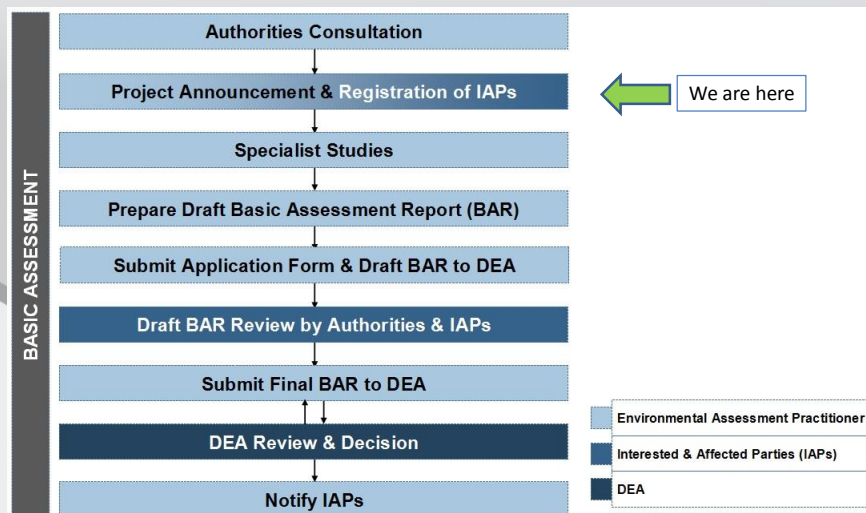 BASIC ASSESSMENT
Authorities Consultation
Project Announcement & Registration of IAPs
We are here
Specialist Studies
Prepare Draft Basic Assessment Report (BAR)
Submit Application Form & Draft BAR to DEA
Draft BAR Review by Authorities & IAPs
Submit Final BAR to DEA
DEA Review & Decision
Notify IAPs
Environmental Assessment Practitioner
Interested & Affected Parties (IAPs)
DEA